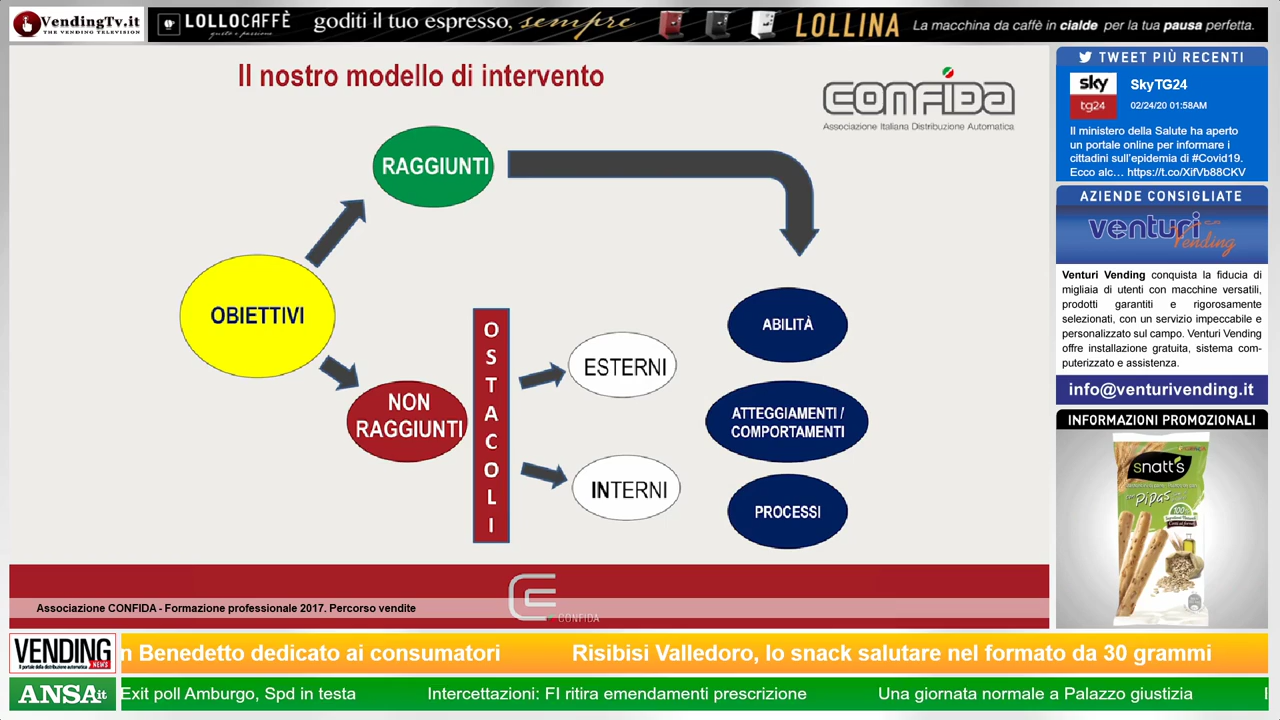 VendingTv.it
THE VENDING TELEVISION
LOLLOCAFFÈ
gusto e passione
goditi il tuo espresso, sempre
LOLLINA
La macchina da caffè in cialde per la tua pausa perfetta.
Il nostro modello di intervento
CONFIDA
Associazione Italiana Distribuzione Automatica
RAGGIUNTI
OBIETTIVI
NON
RAGGIUNTI
OSTACOLI
ESTERNI
INTERNI
ABILITÀ
ATTEGGIAMENTI /
COMPORTAMENTI
PROCESSI
CONFIDA
Associazione CONFIDA - Formazione professionale 2017. Percorso vendite
TWEET PIÙ RECENTI
sky
tg24
SkyTG24
02/24/20 01:58AM
Il ministero della Salute ha aperto
un portale online per informare i
cittadini sull'epidemia di #Covid19.
Ecco alc... https://t.co/XifVb88CKV
AZIENDE CONSIGLIATE
venturi
Vending
Venturi Vending conquista la fiducia di
migliaia di utenti con macchine versatili,
prodotti garantiti e rigorosamente
selezionati, con un servizio impeccabile e
personalizzato sul campo. Venturi Vending
offre installazione gratuita, sistema com-
puterizzato e assistenza.
info@venturivending.it
INFORMAZIONI PROMOZIONALI
snatt's
pipas
100%
VENDING
NEWS
Il portale della distribuzione automatica
n Benedetto dedicato ai consumatori
Risibisi Valledoro, lo snack salutare nel formato da 30 grammi
ANSA.it
Exit poll Amburgo, Spd in testa
Intercettazioni: FI ritira emendamenti prescrizione
Una giornata normale a Palazzo giustizia